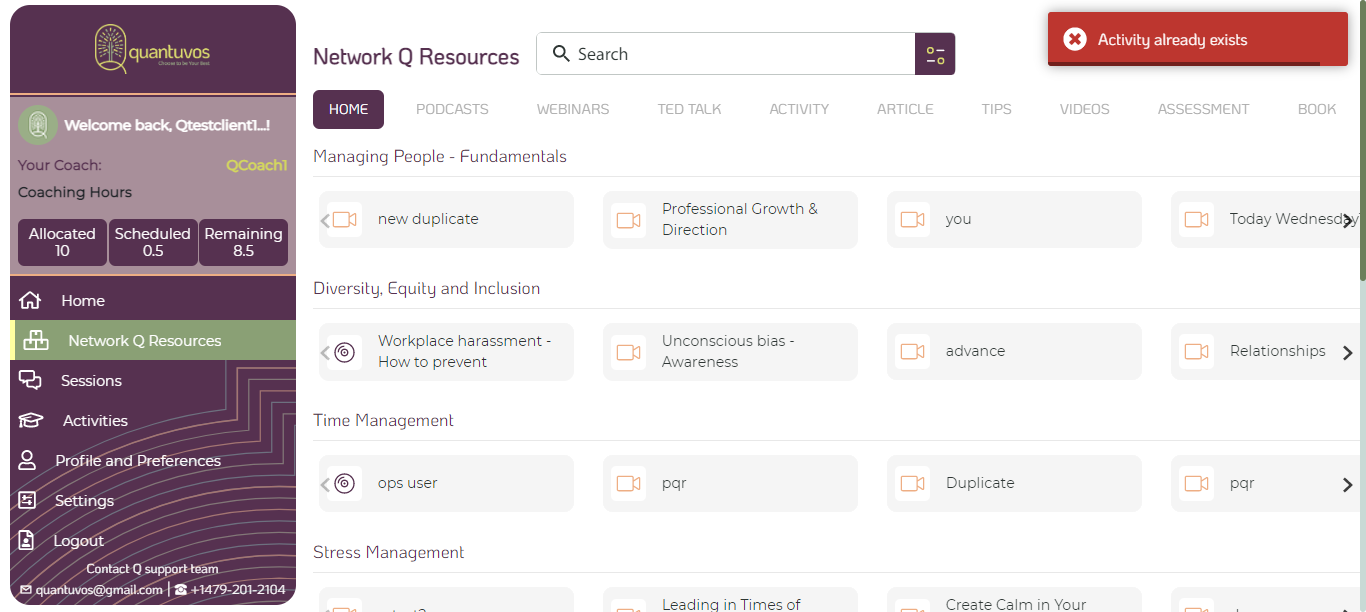 quantuvos
Choose to be Your Best
Welcome back, Qtestclient1...!
Your Coach: QCoach1
Coaching Hours
Allocated Scheduled Remaining
10 0.5 8.5
Home
Network Q Resources
Sessions
Activities
Profile and Preferences
Settings
Logout
Contact Q support team
quantuvos@gmail.com | +1479-201-2104
Network Q Resources
Search
Activity already exists
HOME PODCASTS WEBINARS TED TALK ACTIVITY ARTICLE TIPS VIDEOS ASSESSMENT BOOK
Managing People - Fundamentals
new duplicate
Professional Growth &
Direction
you
Today Wednesday
Diversity, Equity and Inclusion
Workplace harassment -
How to prevent
Unconscious bias -
Awareness
advance
Relationships
Time Management
ops user
pqr
Duplicate
pqr
Stress Management
Leading in Times of
Create Calm in Your